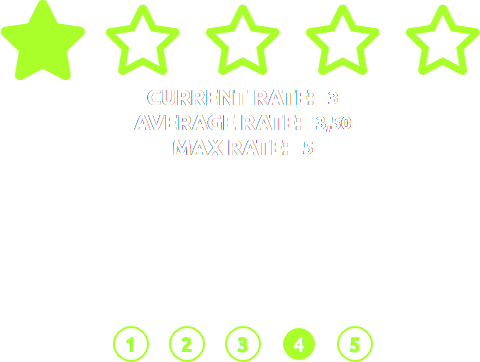 CURRENT RATE: 3
AVERAGE RATE: 3,50
MAX RATE: 5
1 2 3 4 5